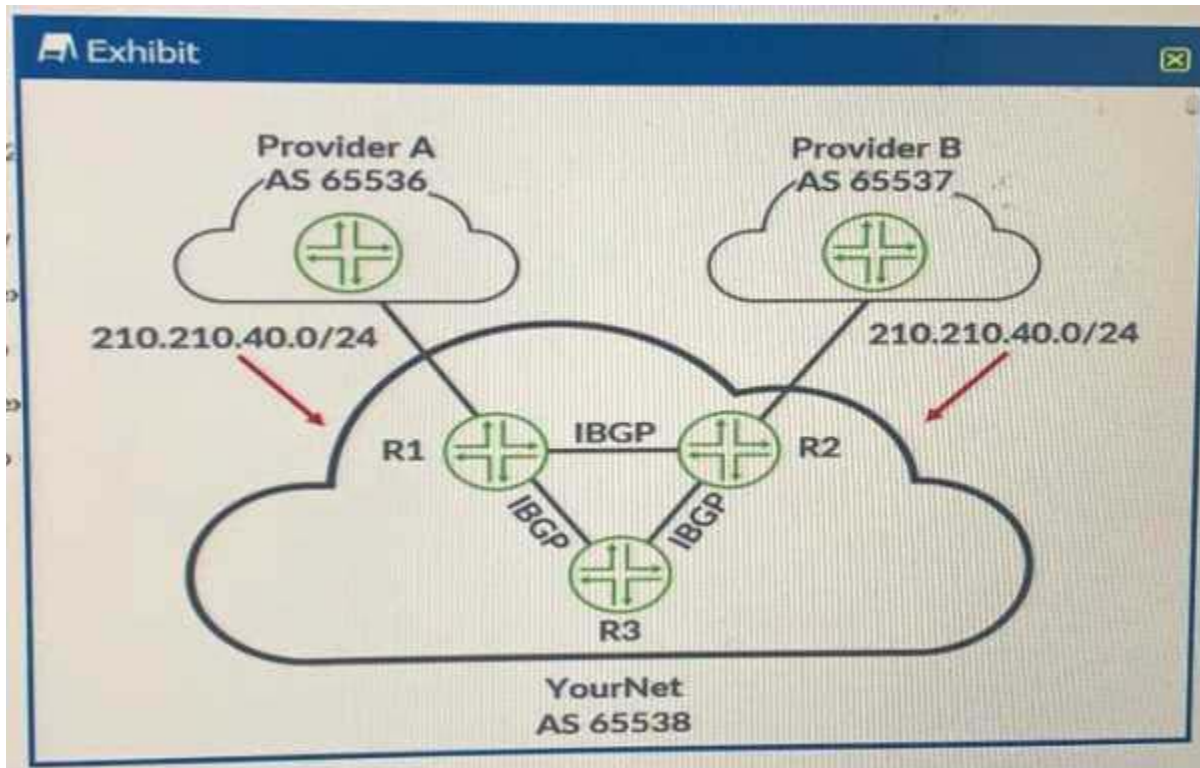 Exhibit
Provider A
AS 65536
Provider B
AS 65537
210.210.40.0/24
210.210.40.0/24
R1
IBGP
R2
IBGP
IBGP
R3
YourNet
AS 65538